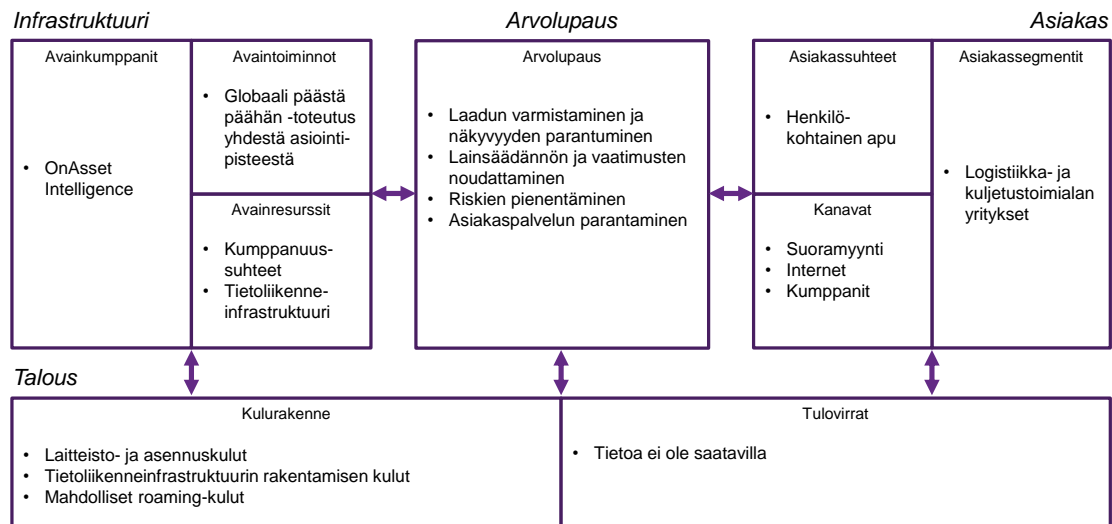 Infrastruktuuri
Arvolupaus
Asiakas
Avainkumppanit
• OnAsset
Intelligence
Avaintoiminnot
• Globaali päästä
päähän -toteutus
yhdestä asiointi-
pisteestä
Avainresurssit
• Kumppanuus-
suhteet
• Tietoliikenne-
infrastruktuuri
Arvolupaus
• Laadun varmistaminen ja
näkyvyyden parantuminen
• Lainsäädännön ja vaatimusten
noudattaminen
• Riskien pienentäminen
• Asiakaspalvelun parantaminen
Asiakassuhteet
• Henkilö-
kohtainen apu
Kanavat
• Suoramyynti
• Internet
• Kumppanit
Asiakassegmentit
• Logistiikka- ja
kuljetustoimialan
yritykset
Talous
Kulurakenne
• Laitteisto- ja asennuskulut
• Tietoliikenneinfrastruktuurin rakentamisen kulut
• Mahdolliset roaming-kulut
Tulovirrat
• Tietoa ei ole saatavilla